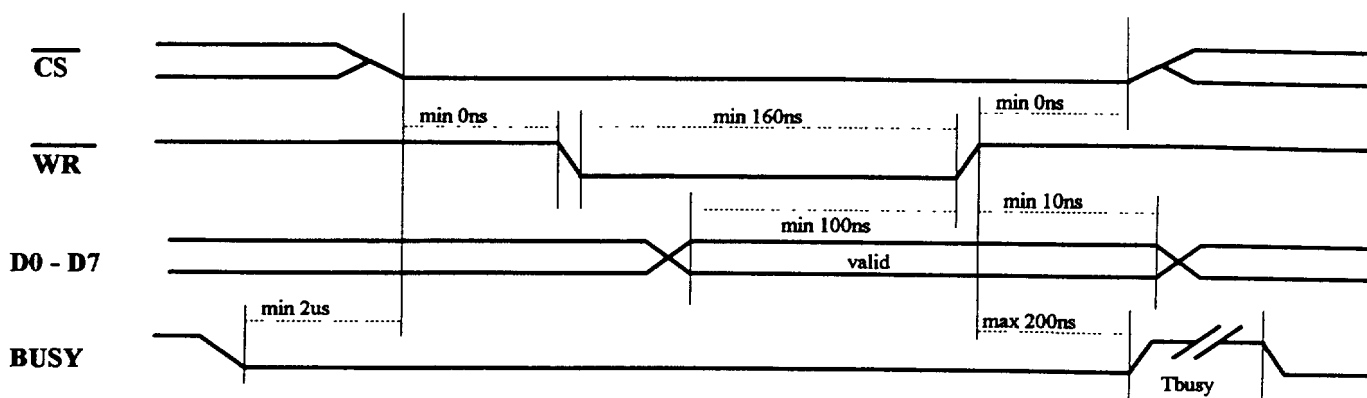 CS
min 0ns
min 160ns
min 0ns
WR
min 100ns
min 10ns
D0 - D7
valid
min 2us
max 200ns
BUSY
Tbusy